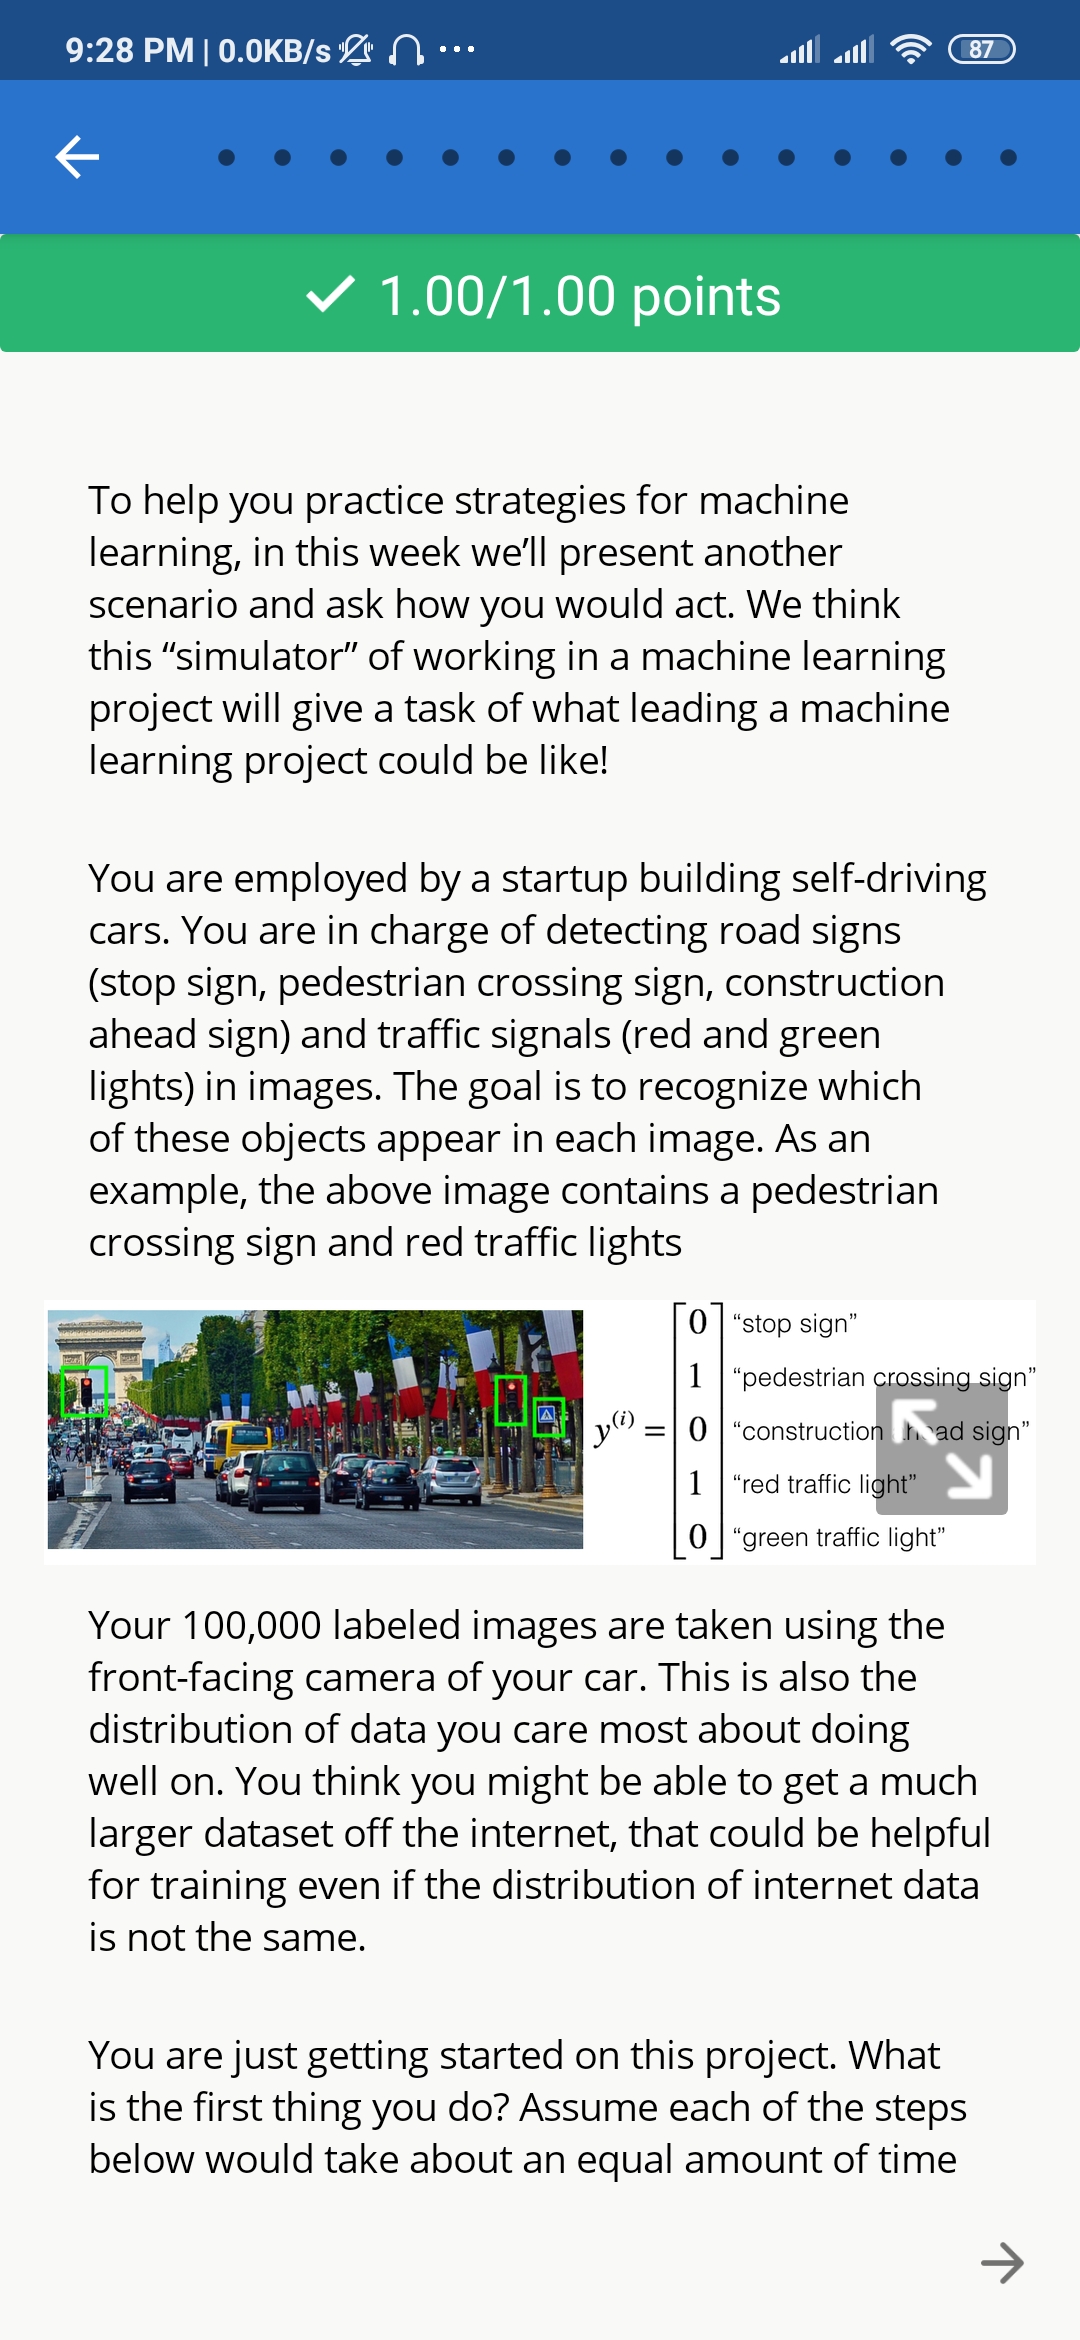 9:28 PM | 0.0KB/s ... 87
1.00/1.00 points
To help you practice strategies for machine
learning, in this week we’ll present another
scenario and ask how you would act. We think
this “simulator” of working in a machine learning
project will give a task of what leading a machine
learning project could be like!
You are employed by a startup building self-driving
cars. You are in charge of detecting road signs
(stop sign, pedestrian crossing sign, construction
ahead sign) and traffic signals (red and green
lights) in images. The goal is to recognize which
of these objects appear in each image. As an
example, the above image contains a pedestrian
crossing sign and red traffic lights
y(i) =
0 “stop sign”
1 “pedestrian crossing sign”
0 “construction ahead sign”
1 “red traffic light”
0 “green traffic light”
Your 100,000 labeled images are taken using the
front-facing camera of your car. This is also the
distribution of data you care most about doing
well on. You think you might be able to get a much
larger dataset off the internet, that could be helpful
for training even if the distribution of internet data
is not the same.
You are just getting started on this project. What
is the first thing you do? Assume each of the steps
below would take about an equal amount of time